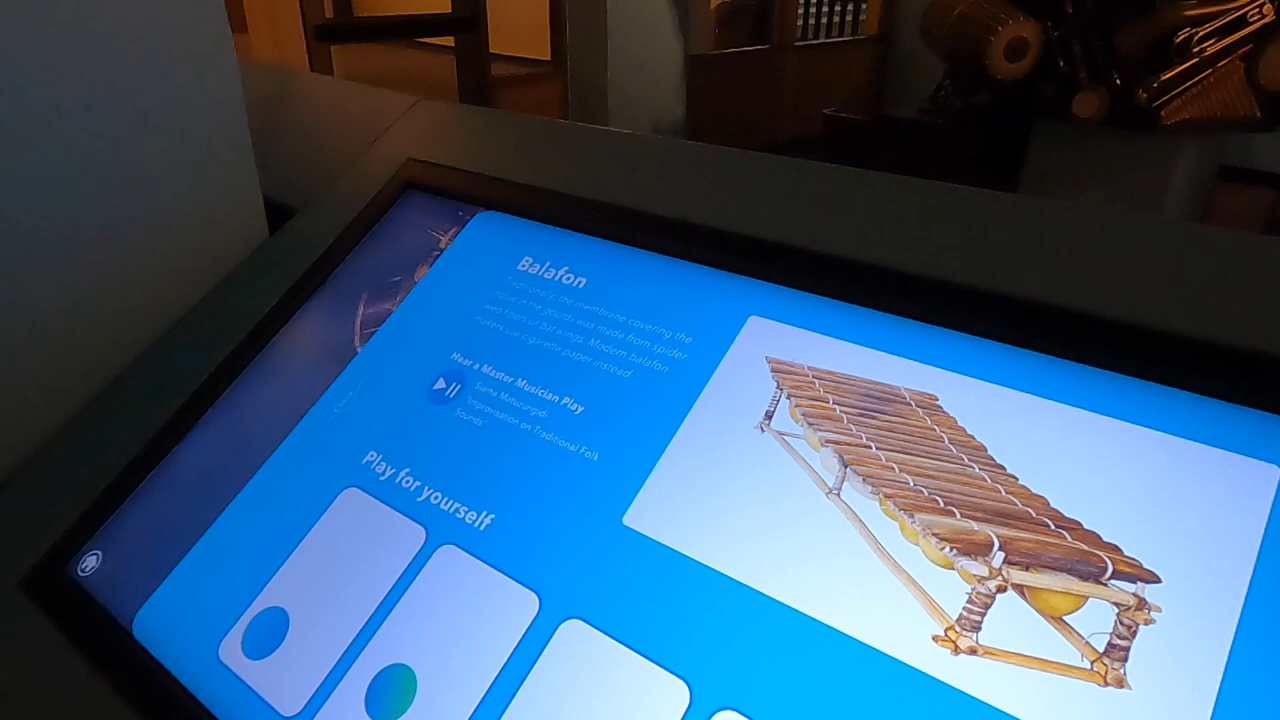 Balafon
Traditionally, the membrane covering the
holes in the gourds was made from spider
web floors or bat wings. Modern balafon
makers use cigarette paper instead
Hear a Master Musician Play
"Improvisation on Traditional Folk
Sounds"
Play for yourself